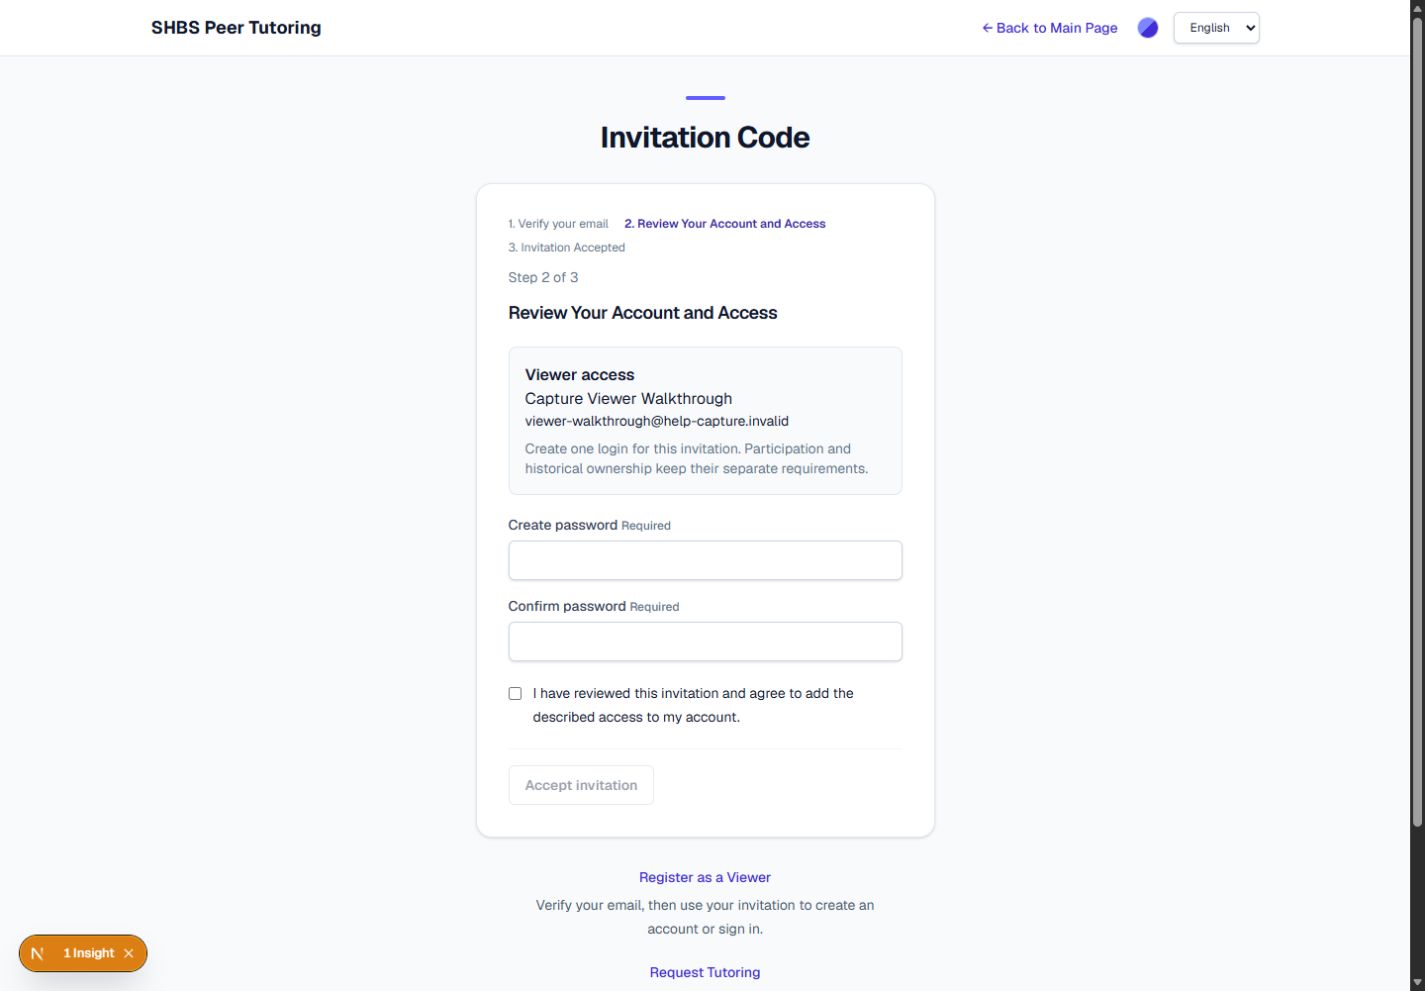 SHBS Peer Tutoring
← Back to Main Page
English
Invitation Code
1. Verify your email
2. Review Your Account and Access
3. Invitation Accepted
Step 2 of 3
Review Your Account and Access
Viewer access
Capture Viewer Walkthrough
viewer-walkthrough@help-capture.invalid
Create one login for this invitation. Participation and
historical ownership keep their separate requirements.
Create password Required
Confirm password Required
I have reviewed this invitation and agree to add the
described access to my account.
Accept invitation
Register as a Viewer
Verify your email, then use your invitation to create an
account or sign in.
Request Tutoring
N 1 Insight ×